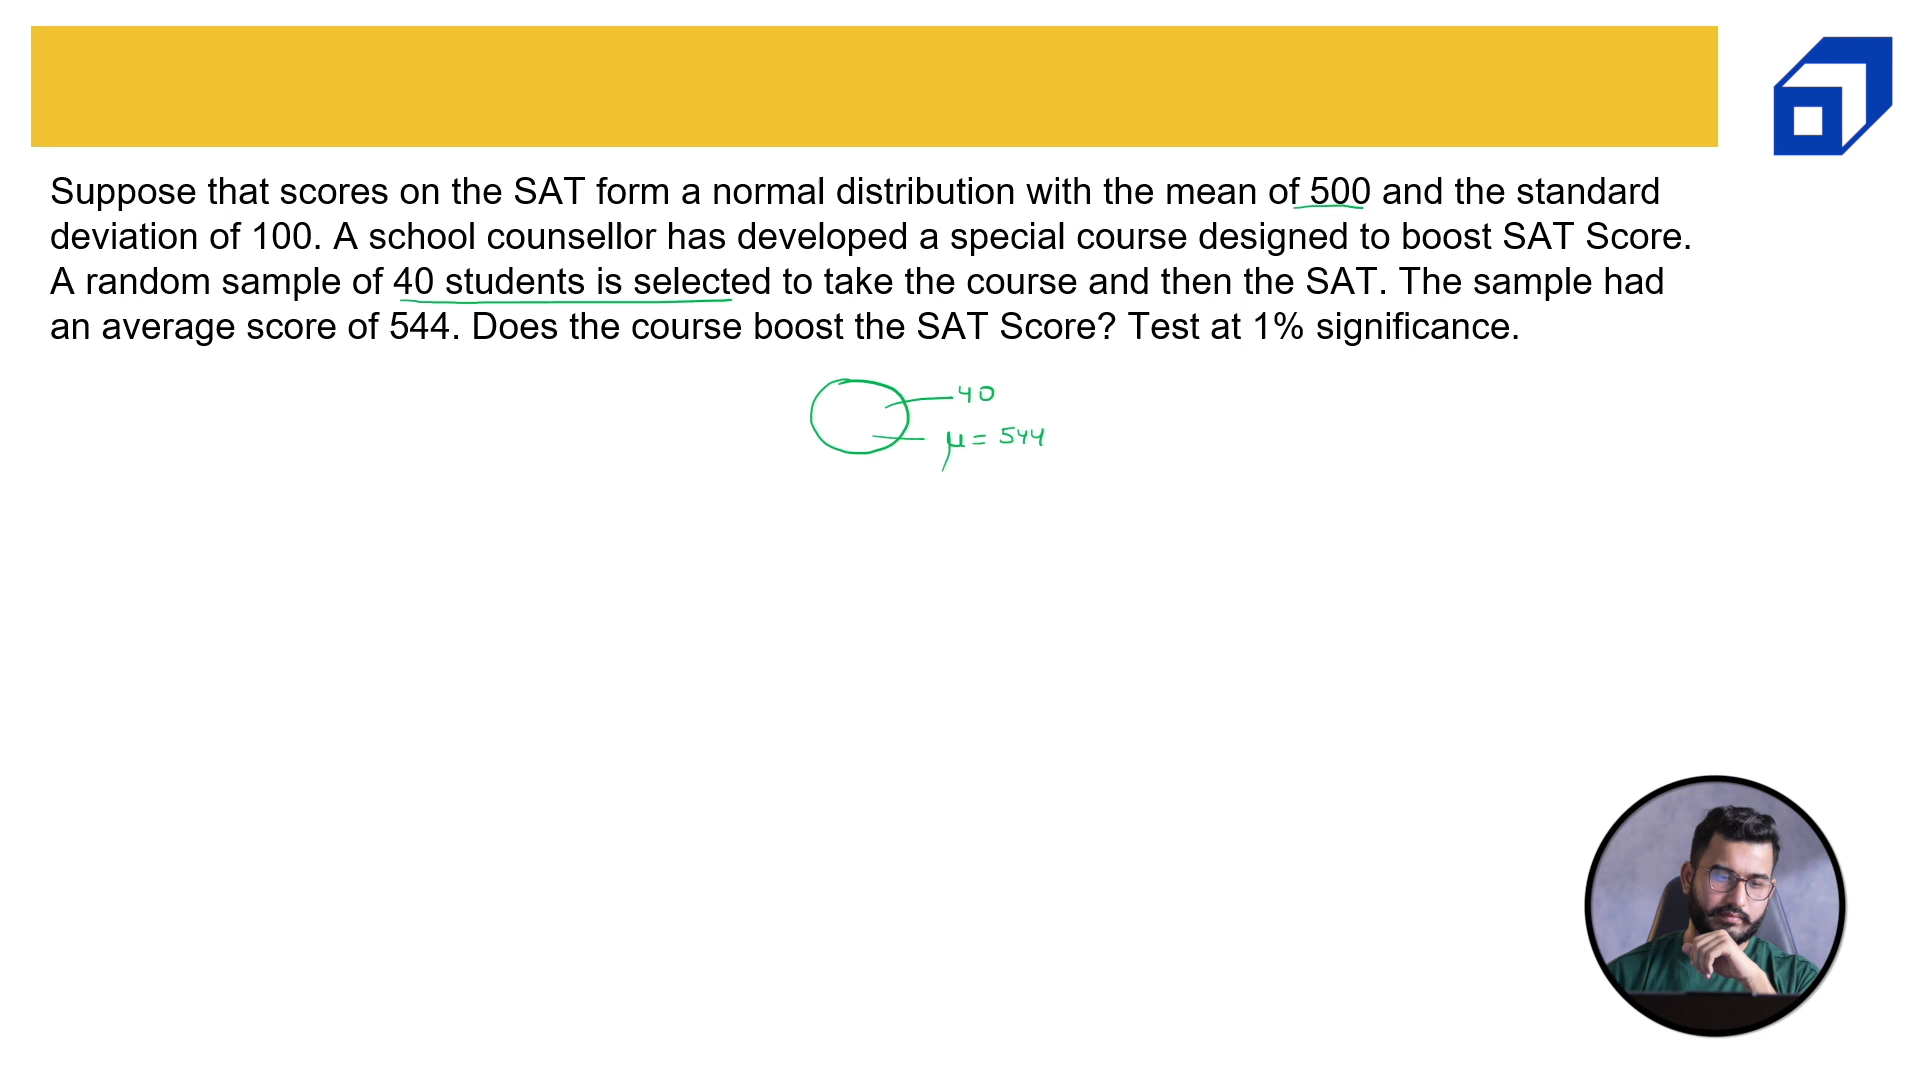 Suppose that scores on the SAT form a normal distribution with the mean of 500 and the standard
deviation of 100. A school counsellor has developed a special course designed to boost SAT Score.
A random sample of 40 students is selected to take the course and then the SAT. The sample had
an average score of 544. Does the course boost the SAT Score? Test at 1% significance.
40
μ = 544